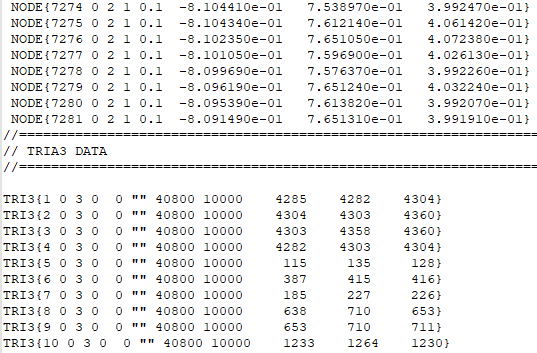 NODE{7274 0 2 1 0.1  -8.104410e-01   7.538970e-01   3.992470e-01}
NODE{7275 0 2 1 0.1  -8.104340e-01   7.612140e-01   4.061420e-01}
NODE{7276 0 2 1 0.1  -8.102350e-01   7.651050e-01   4.072380e-01}
NODE{7277 0 2 1 0.1  -8.101050e-01   7.596900e-01   4.026130e-01}
NODE{7278 0 2 1 0.1  -8.099690e-01   7.576370e-01   3.992260e-01}
NODE{7279 0 2 1 0.1  -8.096190e-01   7.651240e-01   4.032240e-01}
NODE{7280 0 2 1 0.1  -8.095390e-01   7.613820e-01   3.992070e-01}
NODE{7281 0 2 1 0.1  -8.091490e-01   7.651310e-01   3.991910e-01}
//=================================================================
// TRIA3 DATA
//=================================================================
TRI3{1 0 3 0  0 "" 40800 10000    4285    4282    4304}
TRI3{2 0 3 0  0 "" 40800 10000    4304    4303    4360}
TRI3{3 0 3 0  0 "" 40800 10000    4303    4358    4360}
TRI3{4 0 3 0  0 "" 40800 10000    4282    4303    4304}
TRI3{5 0 3 0  0 "" 40800 10000     115     135     128}
TRI3{6 0 3 0  0 "" 40800 10000     387     415     416}
TRI3{7 0 3 0  0 "" 40800 10000     185     227     226}
TRI3{8 0 3 0  0 "" 40800 10000     638     710     653}
TRI3{9 0 3 0  0 "" 40800 10000     653     710     711}
TRI3{10 0 3 0  0 "" 40800 10000    1233    1264    1230}